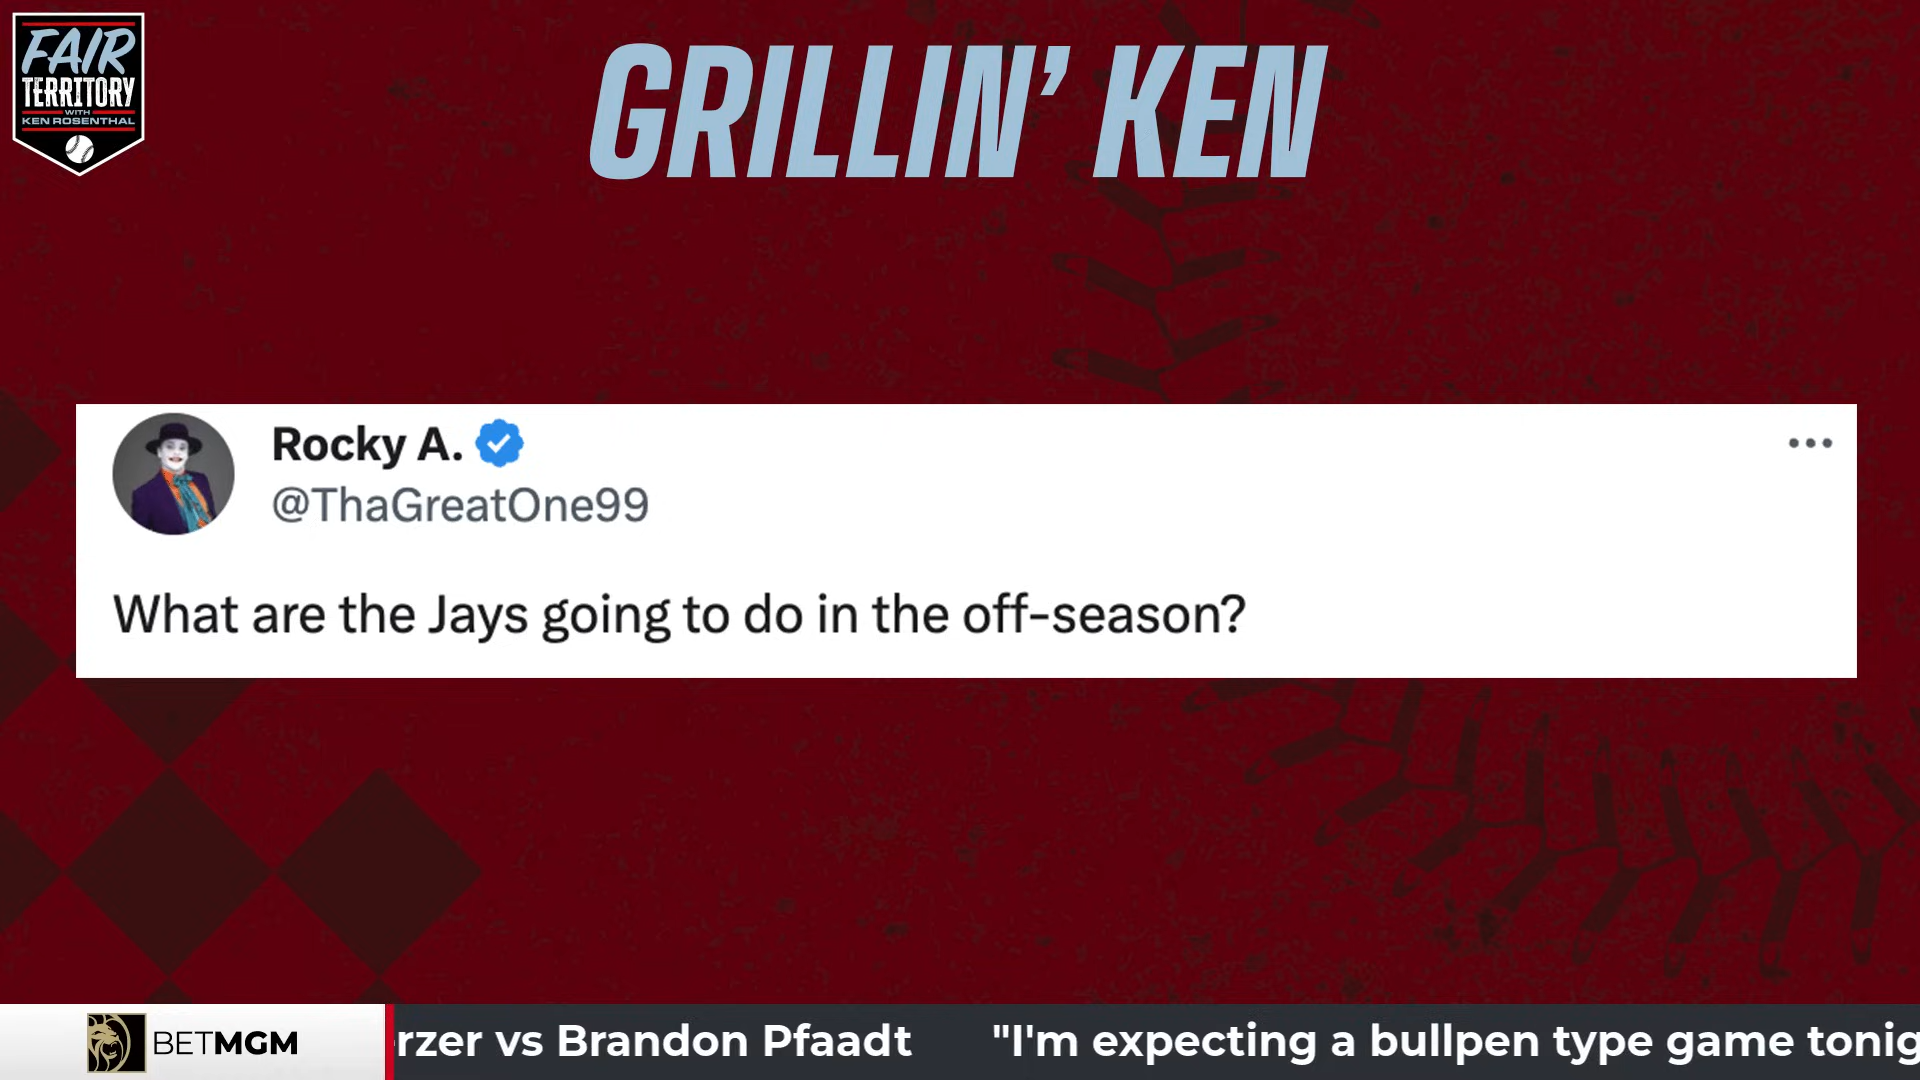 FAIR
TERRITORY
WITH
KEN ROSENTHAL
GRILLIN' KEN
Rocky A.
@ThaGreatOne99
What are the Jays going to do in the off-season?
BETMGM
rzer vs Brandon Pfaadt "I'm expecting a bullpen type game tonig